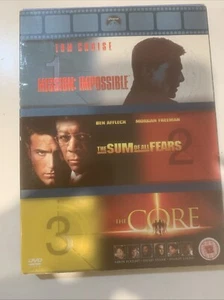 TOM CRUISE
1
MISSION: IMPOSSIBLE
BEN AFFLECK MORGAN FREEMAN
THE SUM OF ALL FEARS 2
3 THE CORE
DVD
15